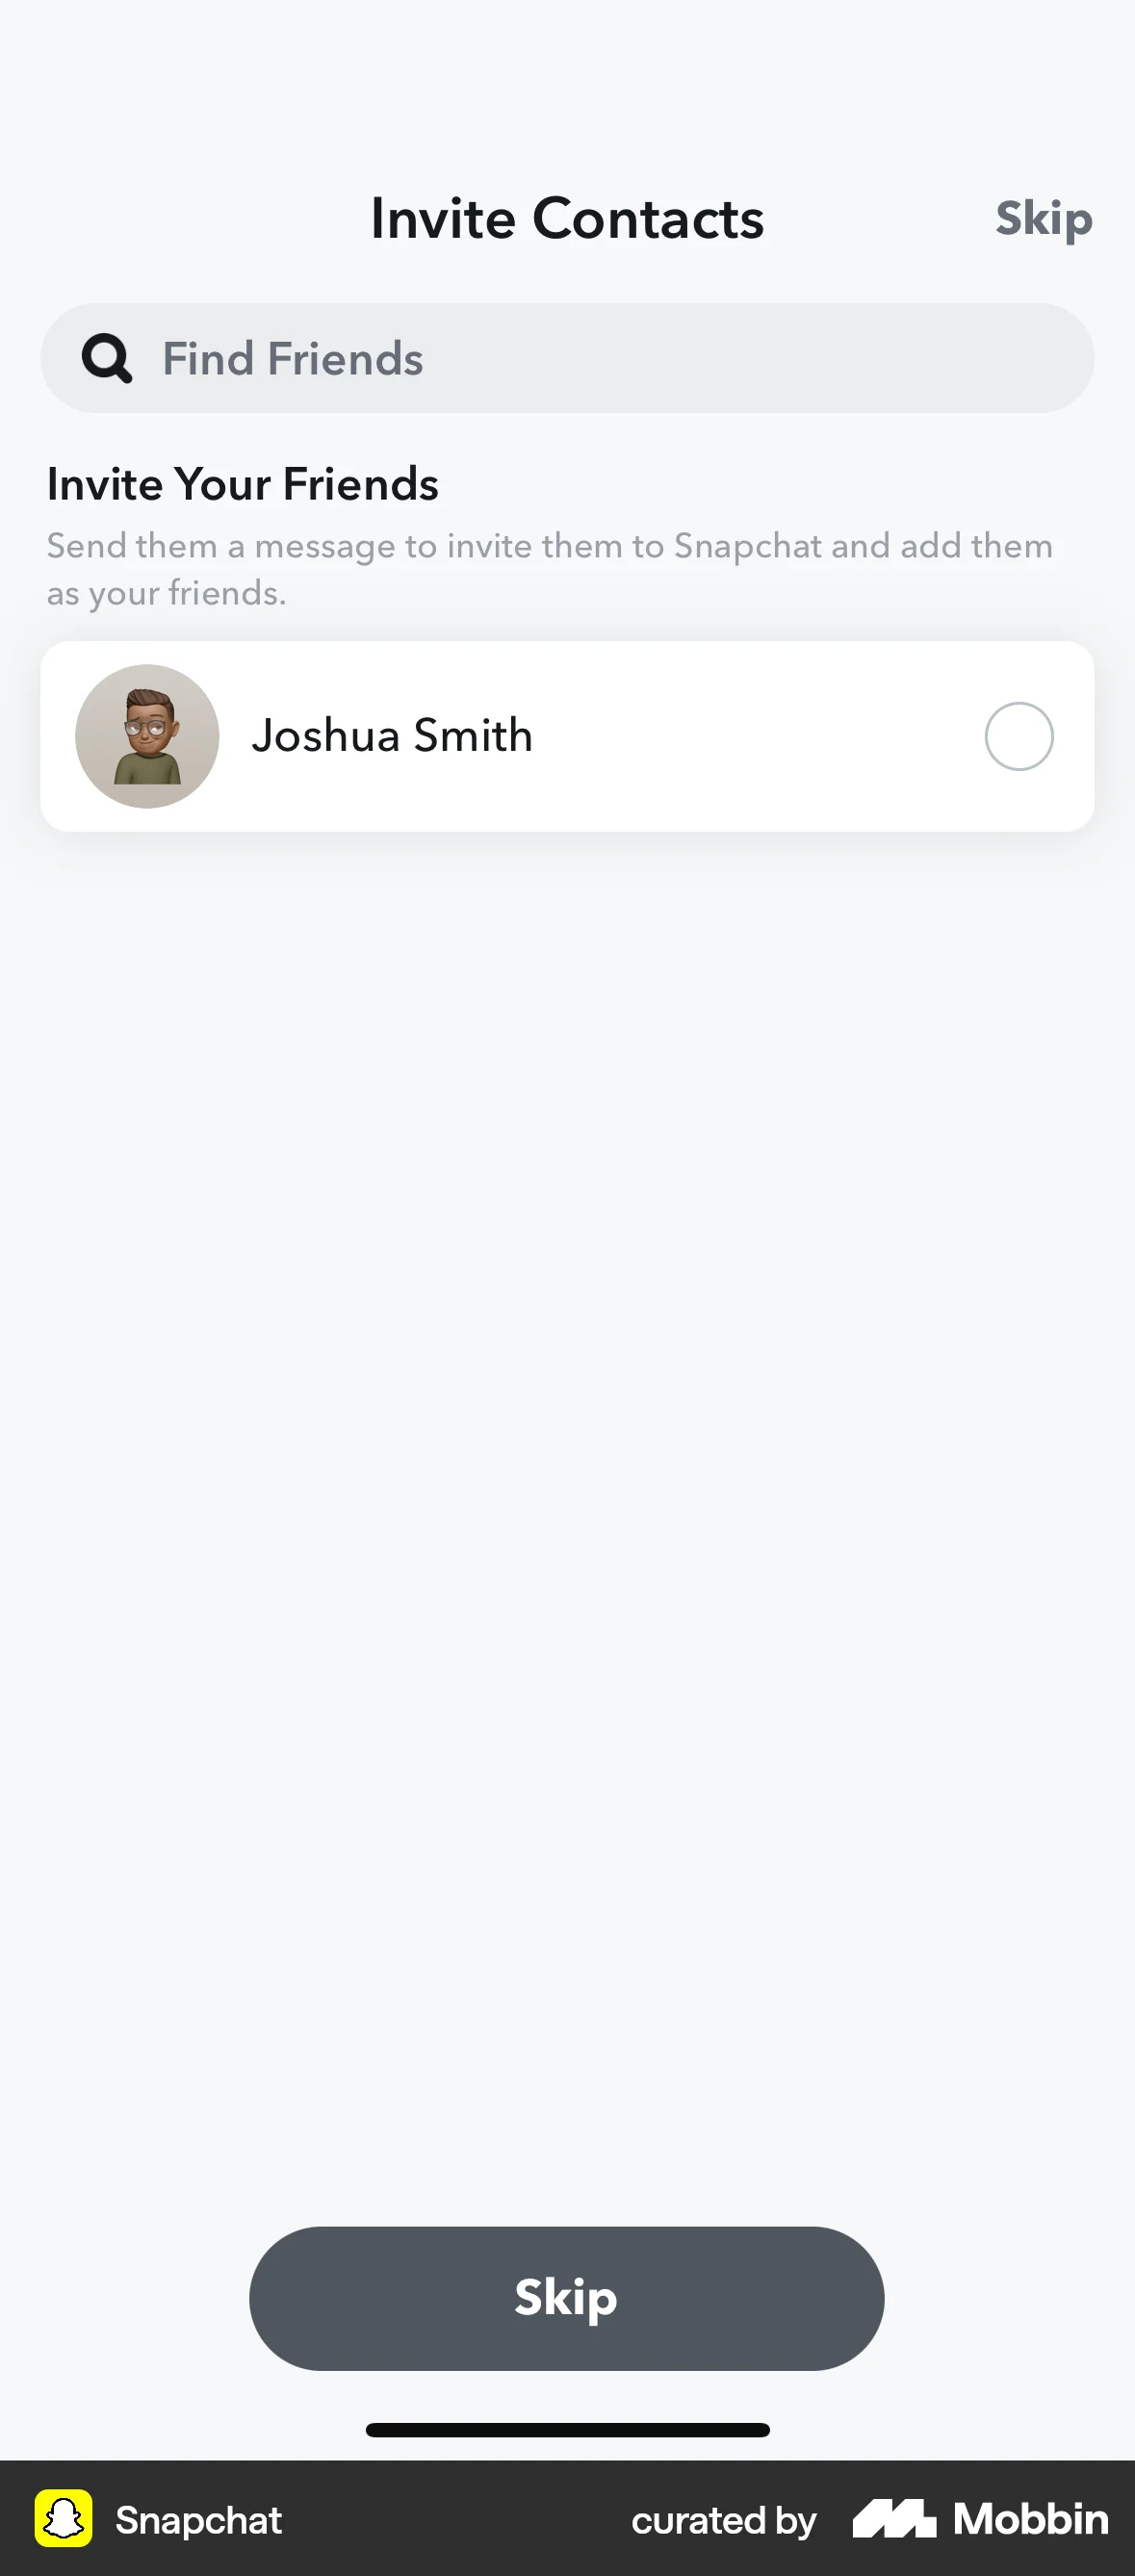 Invite Contacts
Skip
Find Friends
Invite Your Friends
Send them a message to invite them to Snapchat and add them
as your friends.
Joshua Smith
Skip
Snapchat
curated by Mobbin